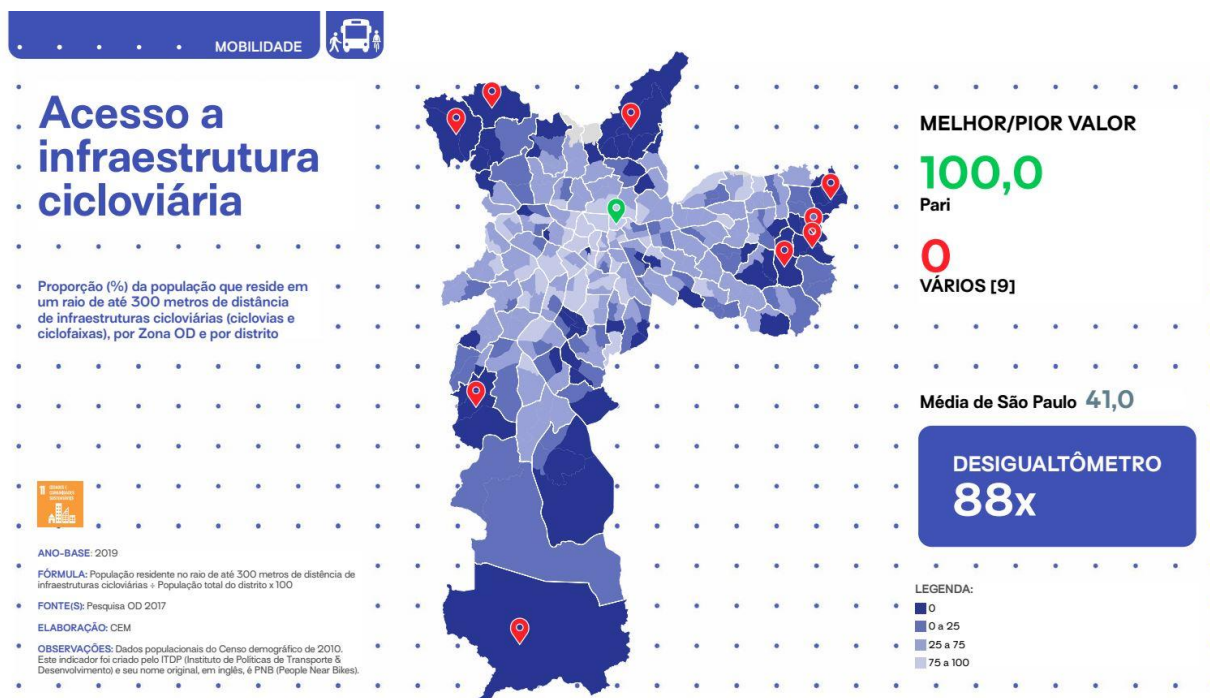 MOBILIDADE
Acesso a
infraestrutura
cicloviária
Proporção (%) da população que reside em
um raio de até 300 metros de distância
de infraestruturas cicloviárias (ciclovias e
ciclofaixas), por Zona OD e por distrito
11
ANO-BASE: 2019
FÓRMULA: População residente no raio de até 300 metros de distência de
infraestruturas cicloviárias ÷ População total do distrito x 100
FONTE(S): Pesquisa OD 2017
ELABORAÇÃO: CEM
OBSERVAÇÕES: Dados populacionais do Censo demográfico de 2010.
Este indicador foi criado pelo ITDP (Instituto de Políticas de Transporte &
Desenvolvimento) e seu nome original, em inglês, é PNB (People Near Bikes).
MELHOR/PIOR VALOR
100,0
Pari
0
VÁRIOS [9]
Média de São Paulo 41,0
DESIGUALTÔMETRO
88x
LEGENDA:
0
0 a 25
25 a 75
75 a 100